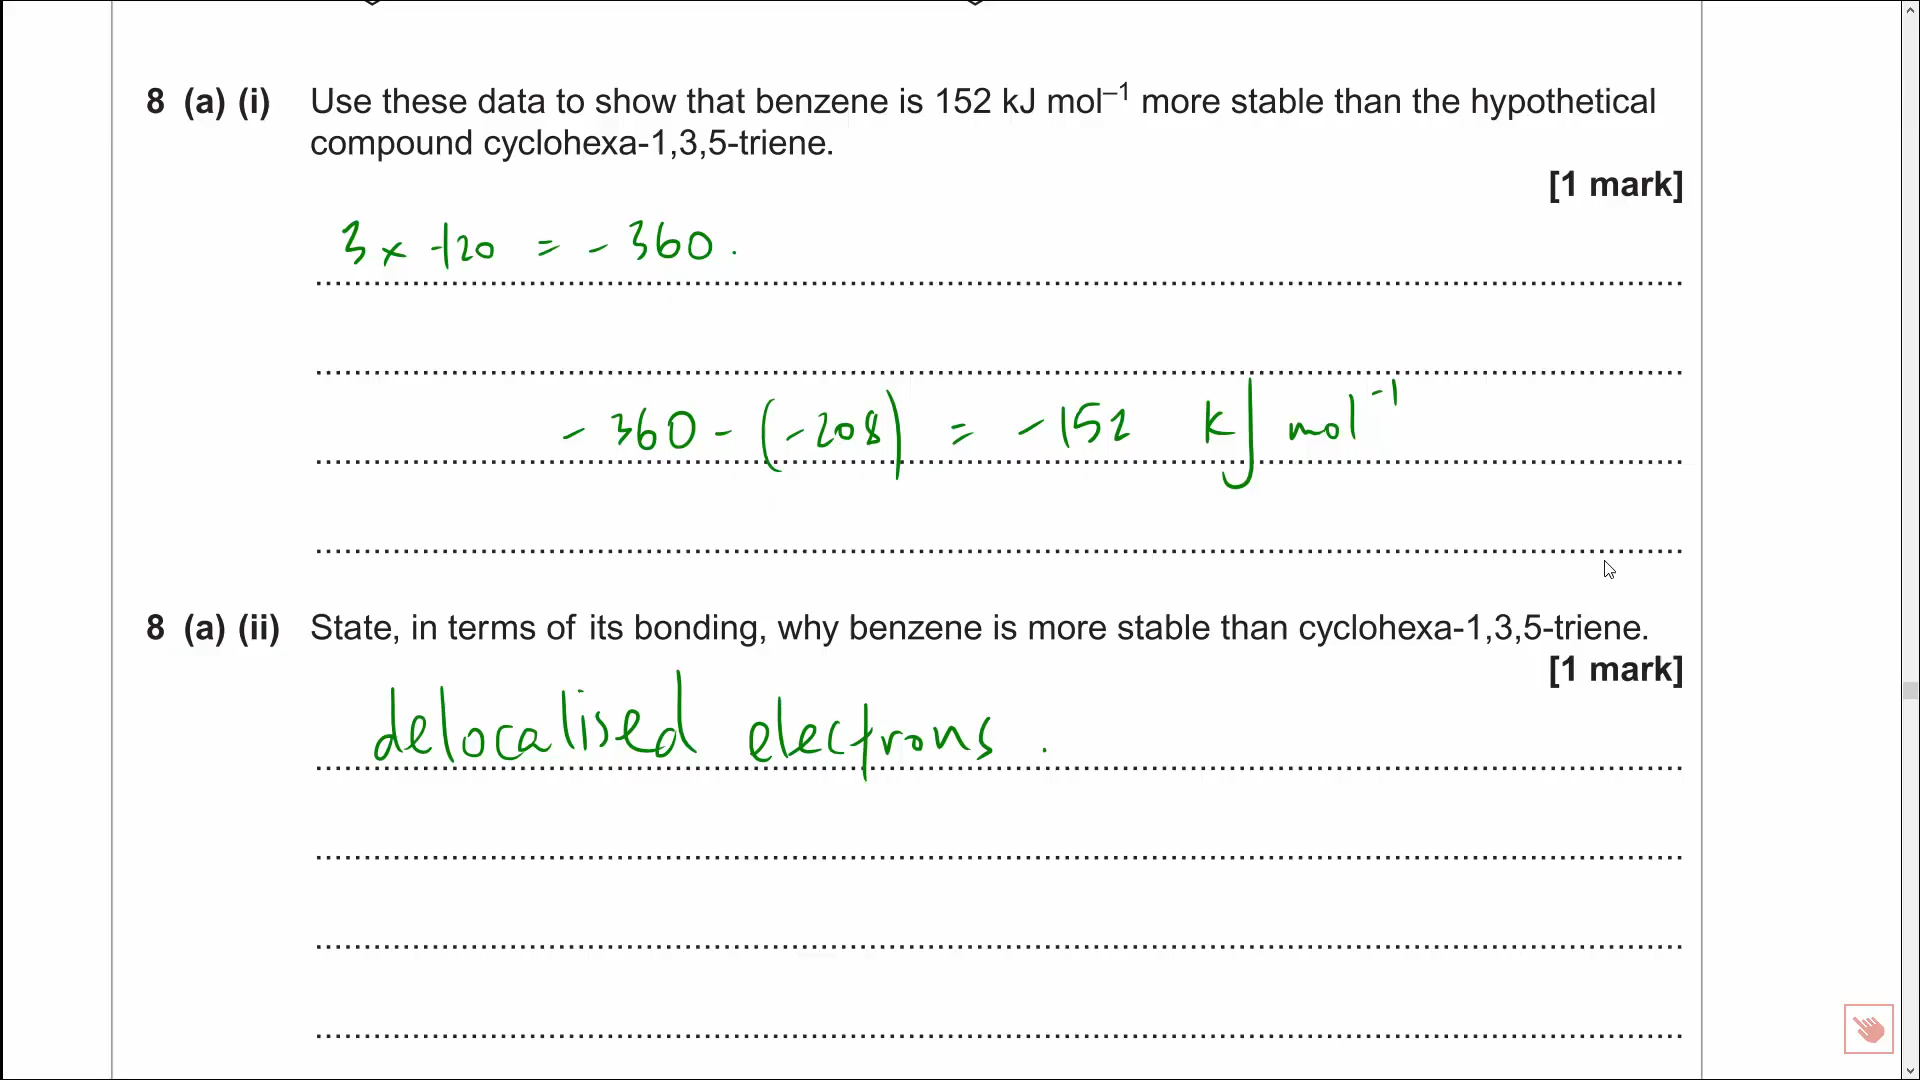 8 (a) (i) Use these data to show that benzene is 152 kJ mol⁻¹ more stable than the hypothetical
compound cyclohexa-1,3,5-triene.
[1 mark]
3 x -120 = - 360.
- 360 - (-208) = -152 kJ mol⁻¹
8 (a) (ii) State, in terms of its bonding, why benzene is more stable than cyclohexa-1,3,5-triene.
[1 mark]
delocalised electrons.